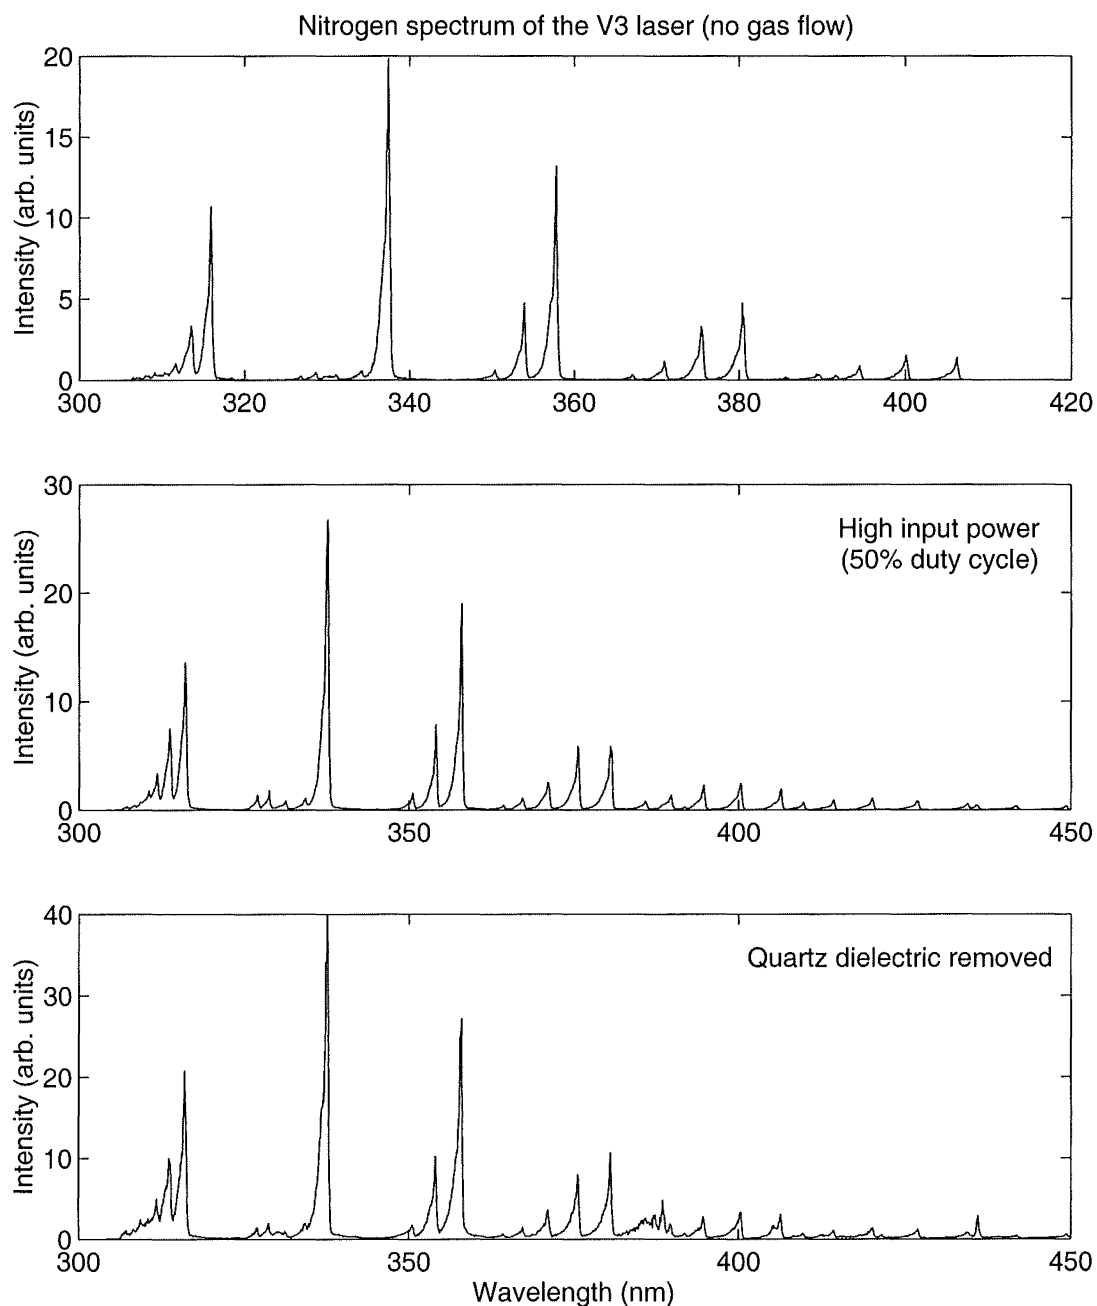 Nitrogen spectrum of the V3 laser (no gas flow)
20
15
10
5
0
Intensity (arb. units)
300 320 340 360 380 400 420
30
20
10
0
Intensity (arb. units)
High input power
(50% duty cycle)
300 350 400 450
40
30
20
10
0
Intensity (arb. units)
Quartz dielectric removed
300 350 400 450
Wavelength (nm)